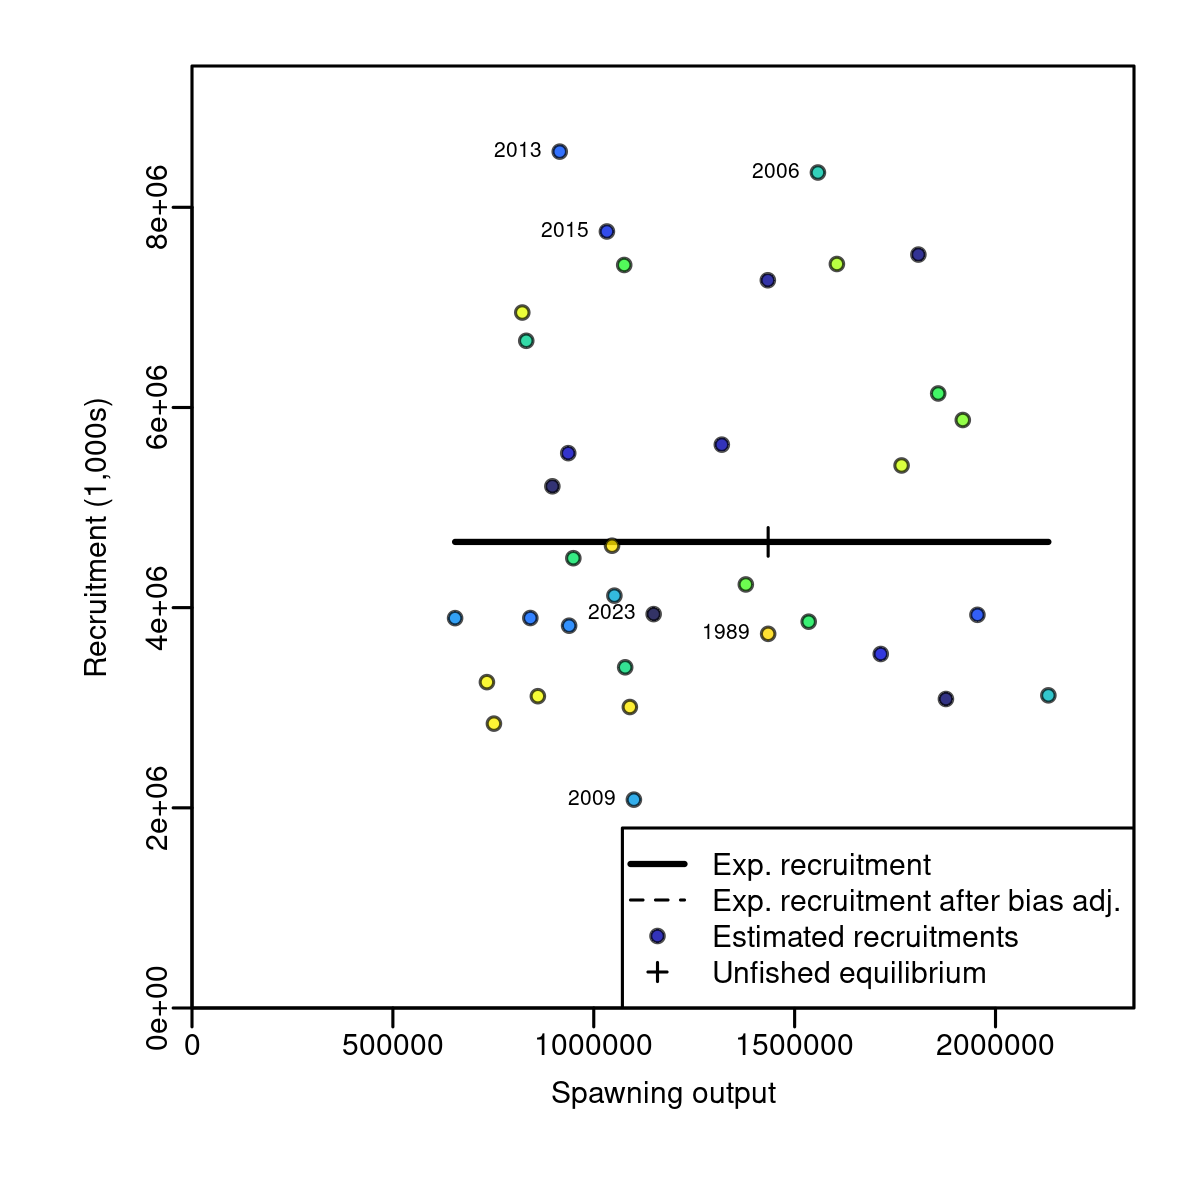 2013
2006
2015
2023
1989
2009
Recruitment (1,000s)
8e+06
6e+06
4e+06
2e+06
0e+00
Exp. recruitment
Exp. recruitment after bias adj.
Estimated recruitments
Unfished equilibrium
0 500000 1000000 1500000 2000000
Spawning output